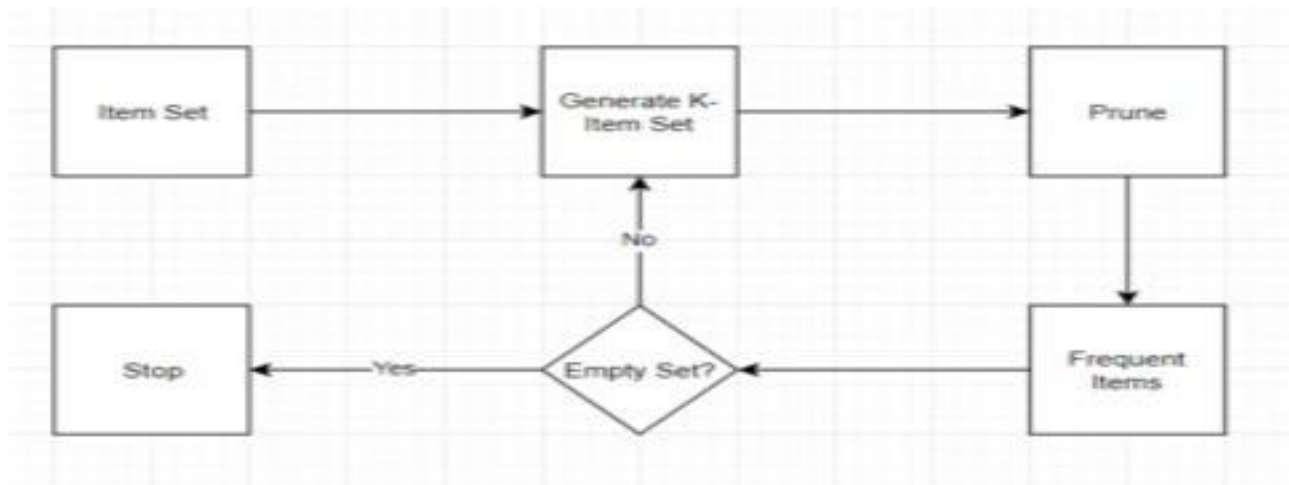 Item Set
Generate K-
Item Set
Prune
No
Stop
Yes
Empty Set?
Frequent
Items